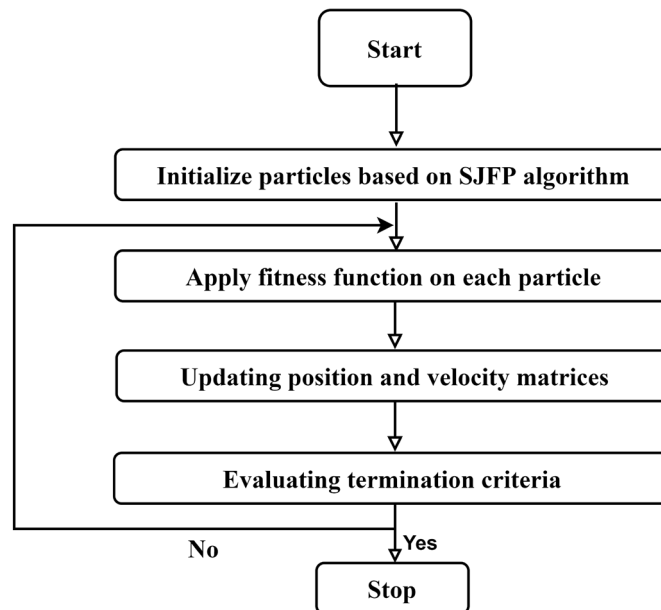 Start
Initialize particles based on SJFP algorithm
Apply fitness function on each particle
Updating position and velocity matrices
Evaluating termination criteria
No
Yes
Stop